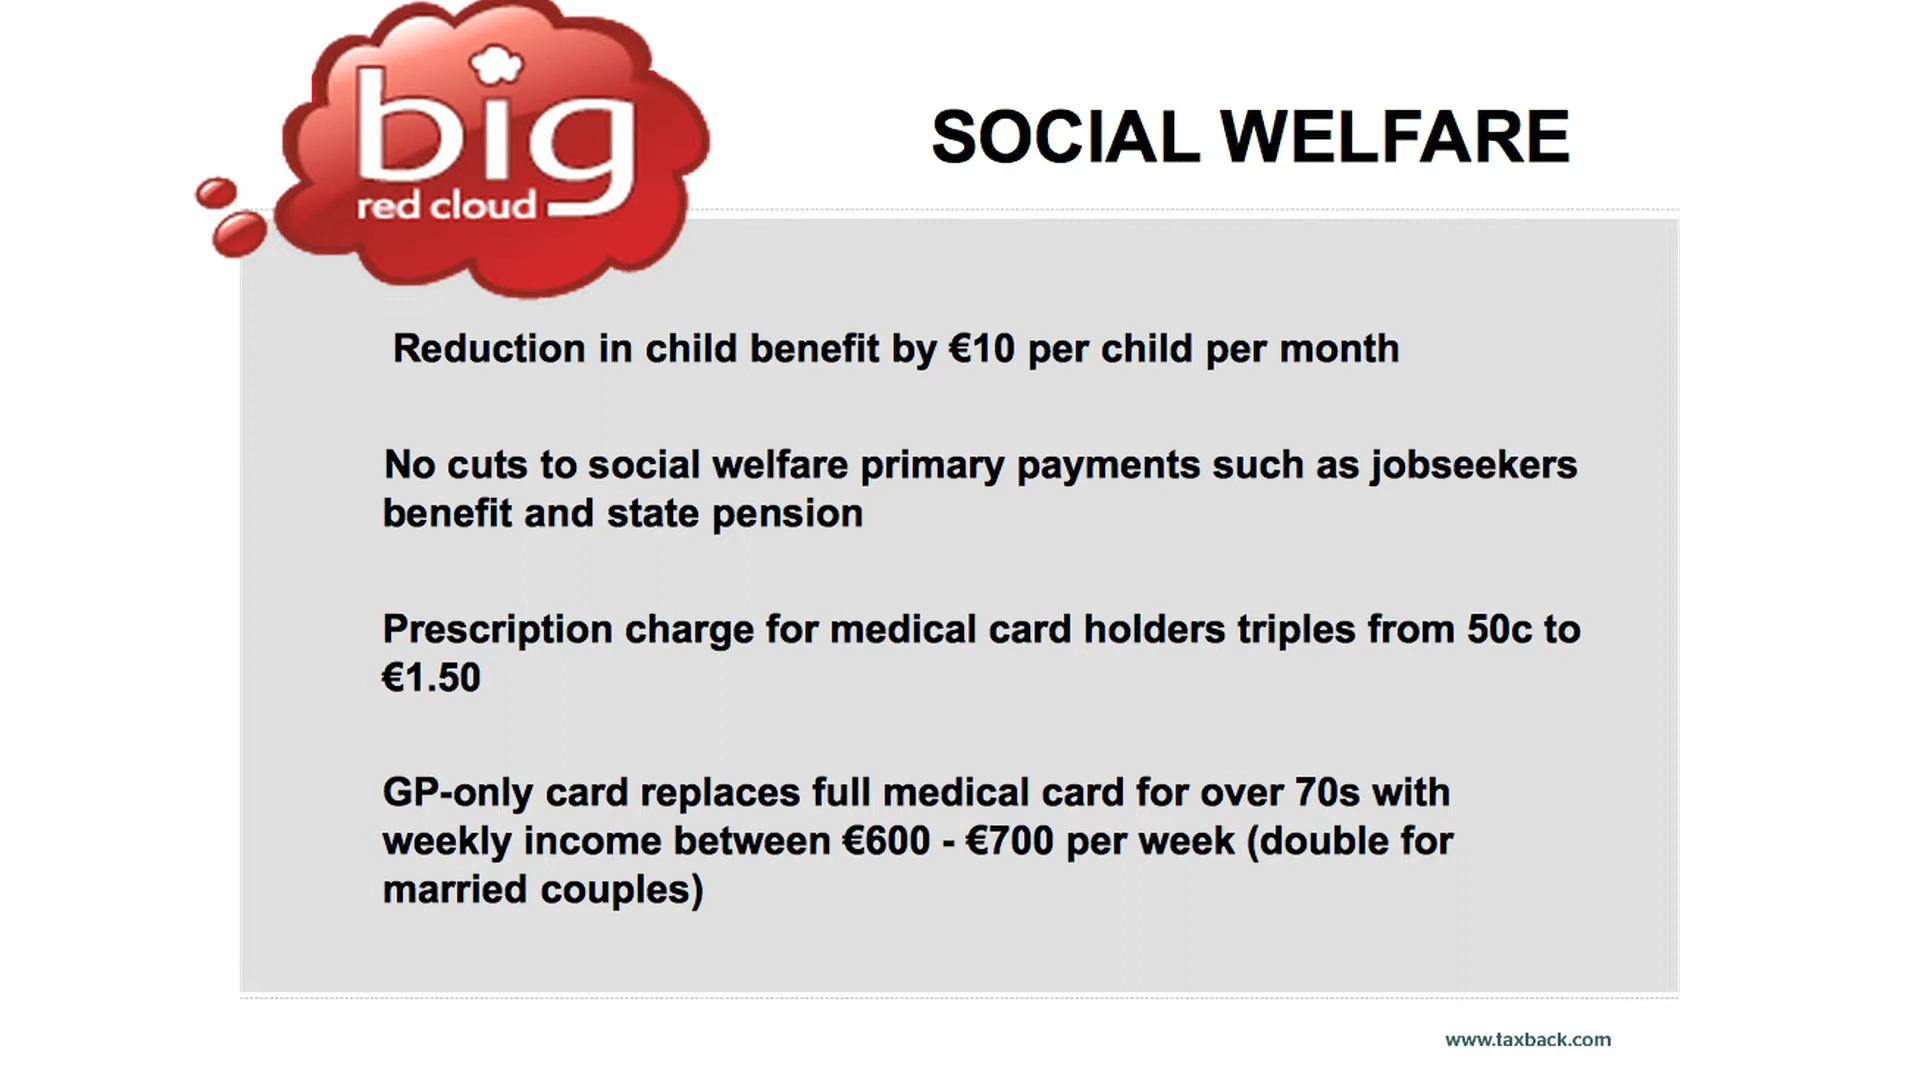 big
red cloud
SOCIAL WELFARE
Reduction in child benefit by €10 per child per month
No cuts to social welfare primary payments such as jobseekers
benefit and state pension
Prescription charge for medical card holders triples from 50c to
€1.50
GP-only card replaces full medical card for over 70s with
weekly income between €600 - €700 per week (double for
married couples)
www.taxback.com